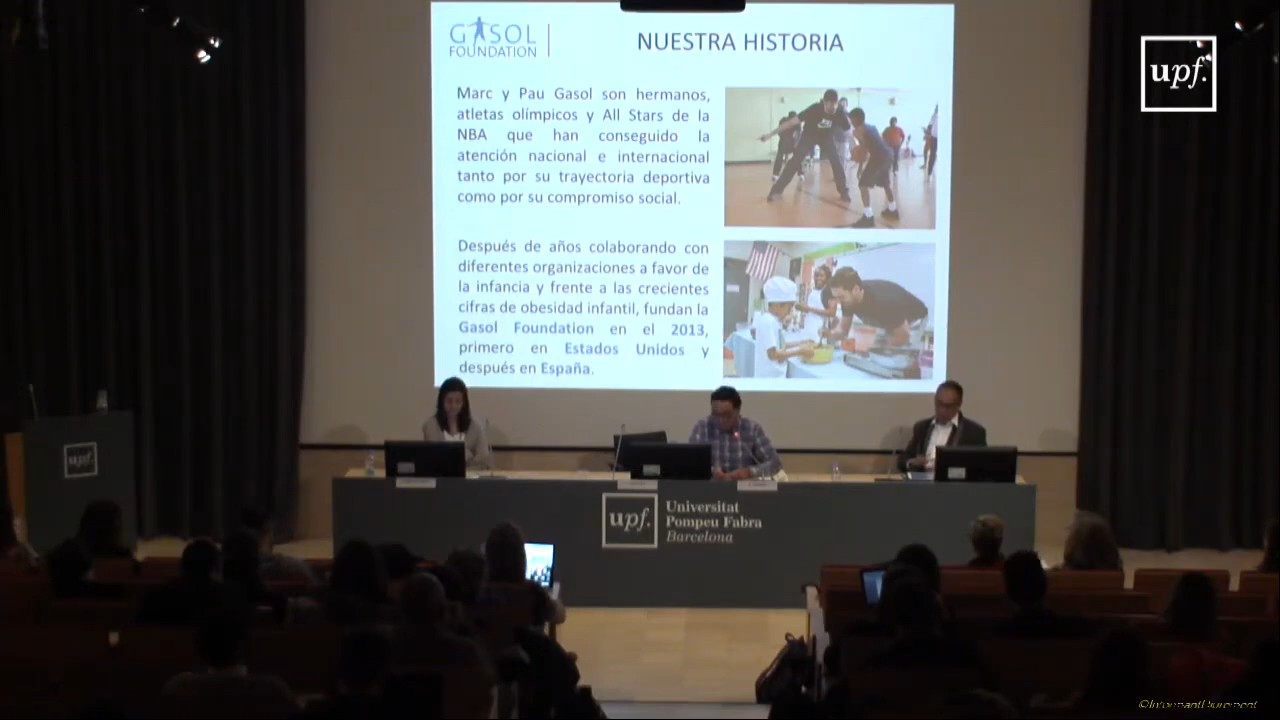 GASOL
FOUNDATION
NUESTRA HISTORIA
Marc y Pau Gasol son hermanos,
atletas olímpicos y All Stars de la
NBA que han conseguido la
atención nacional e internacional
tanto por su trayectoria deportiva
como por su compromiso social.
Después de años colaborando con
diferentes organizaciones a favor de
la infancia y frente a las crecientes
cifras de obesidad infantil, fundan la
Gasol Foundation en el 2013,
primero en Estados Unidos y
después en España.
upf.
upf.
upf.
Universitat
Pompeu Fabra
Barcelona